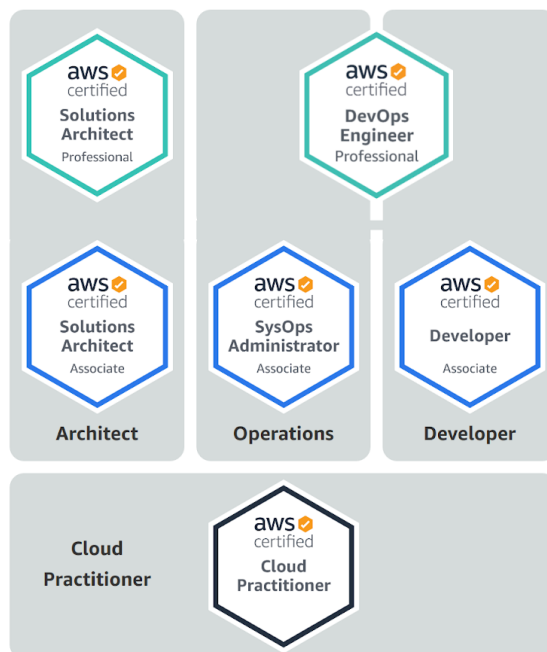 aws
certified
Solutions
Architect
Professional
aws
certified
DevOps
Engineer
Professional
aws
certified
Solutions
Architect
Associate
aws
certified
SysOps
Administrator
Associate
aws
certified
Developer
Associate
Architect
Operations
Developer
Cloud
Practitioner
aws
certified
Cloud
Practitioner